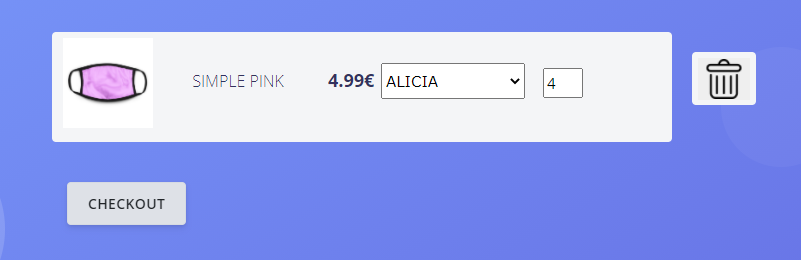 SIMPLE PINK 4.99€ ALICIA 4
CHECKOUT